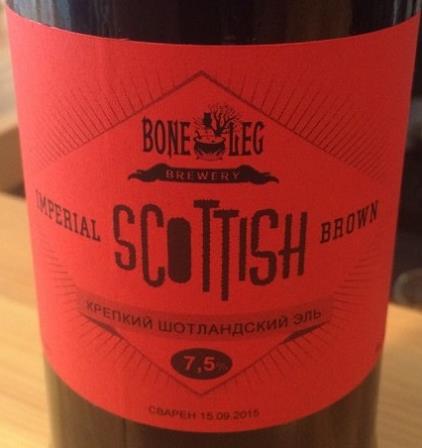 BONE LEG
BREWERY
IMPERIAL SCOTTISH BROWN
КРЕПКИЙ ШОТЛАНДСКИЙ ЭЛЬ
7,5%
СВАРЕН 15.09.2015